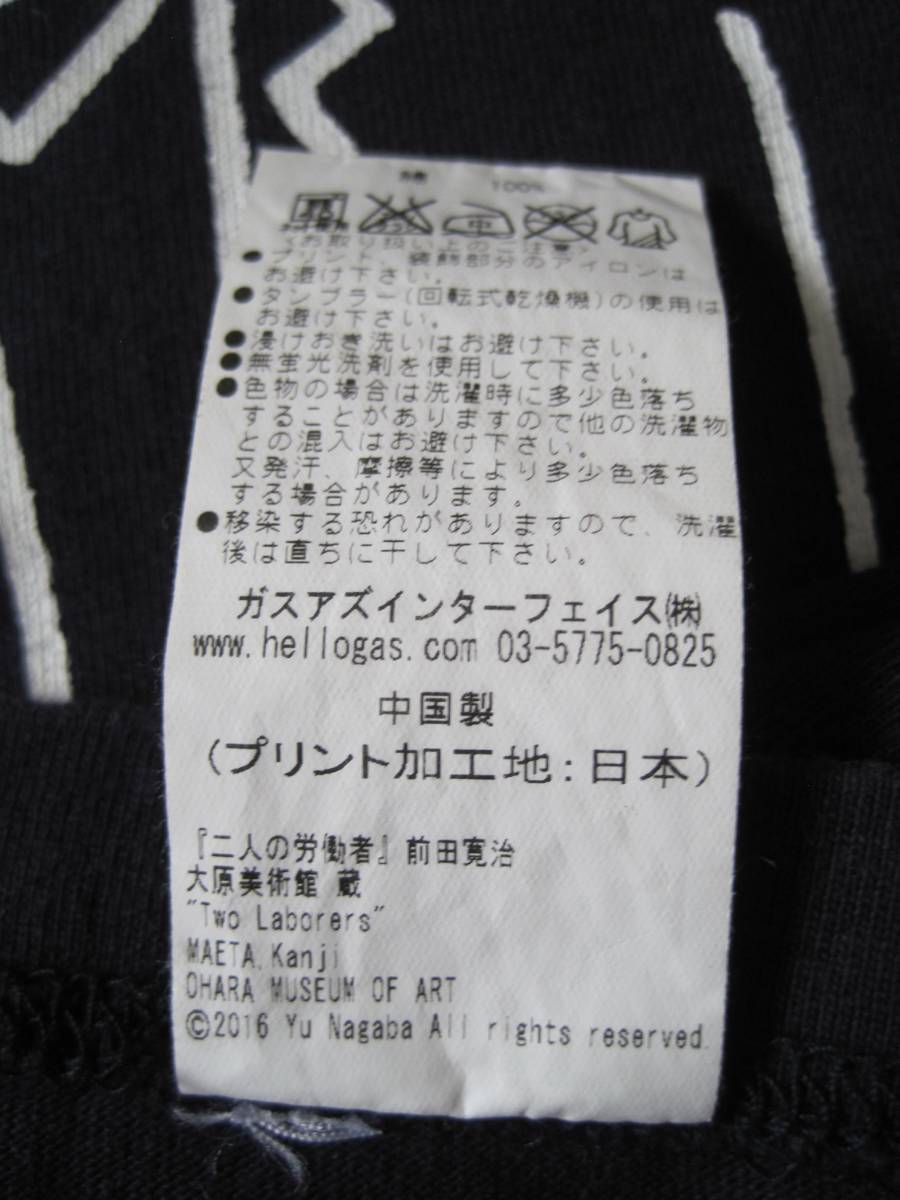 綿 100%
中
〈お取り扱い上のご注意〉
●プリント、装飾部分のアイロンは
お避け下さい。
●タンブラー(回転式乾燥機)の使用は
お避け下さい。
●浸けおき洗いはお避け下さい。
●無蛍光洗剤を使用して下さい。
●色物の場合は洗濯時に多少色落ち
することがありますので他の洗濯物
との混入はお避け下さい。
又発汗、摩擦等により多少色落ち
する場合があります。
●移染する恐れがありますので、洗濯
後は直ちに干して下さい。
ガスアズインターフェイス㈱
www.hellogas.com 03-5775-0825
中国製
(プリント加工地:日本)
『二人の労働者』前田寛治
大原美術館 蔵
"Two Laborers"
MAETA,Kanji
OHARA MUSEUM OF ART
©2016 Yu Nagaba All rights reserved.